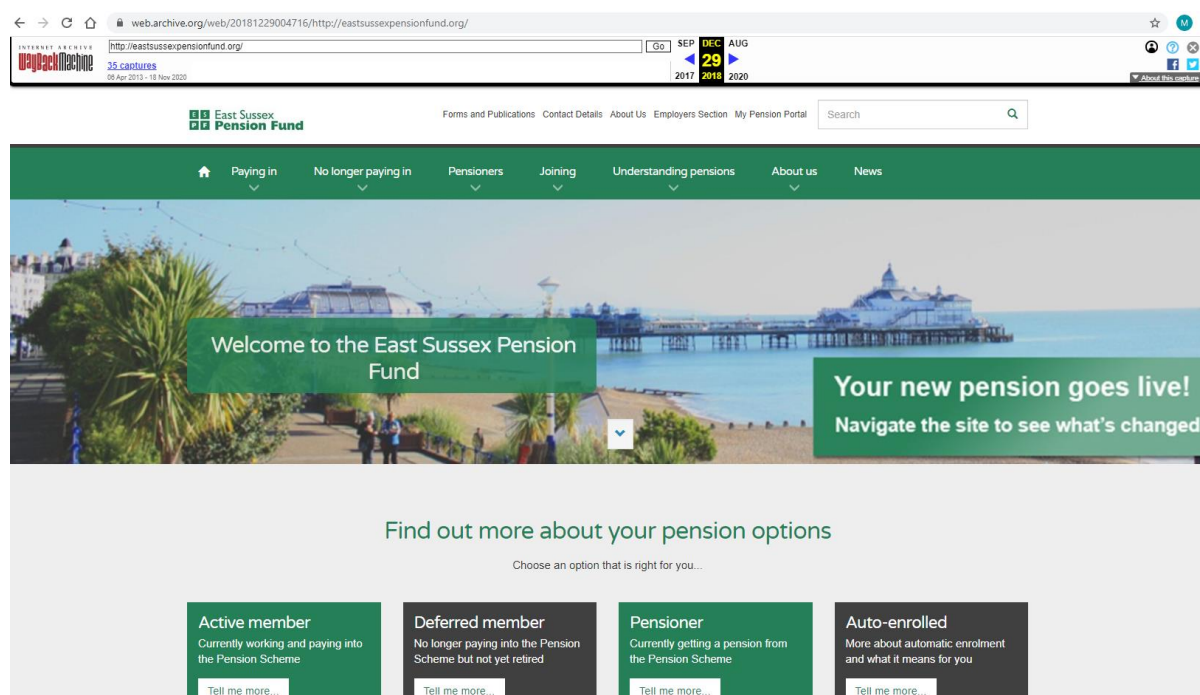 web.archive.org/web/20181229004716/http://eastsussexpensionfund.org/
M
INTERNET ARCHIVE
WayBackMachine
http://eastsussexpensionfund.org/
Go
SEP DEC AUG
35 captures
29
06 Apr 2013 - 18 Nov 2020
2017 2018 2020
About this capture
ES East Sussex
PF Pension Fund
Forms and Publications Contact Details About Us Employers Section My Pension Portal
Search
Paying in No longer paying in Pensioners Joining Understanding pensions About us News
Welcome to the East Sussex Pension
Fund
Your new pension goes live!
Navigate the site to see what's changed
Find out more about your pension options
Choose an option that is right for you...
Active member
Currently working and paying into
the Pension Scheme
Tell me more...
Deferred member
No longer paying into the Pension
Scheme but not yet retired
Tell me more...
Pensioner
Currently getting a pension from
the Pension Scheme
Tell me more...
Auto-enrolled
More about automatic enrolment
and what it means for you
Tell me more...